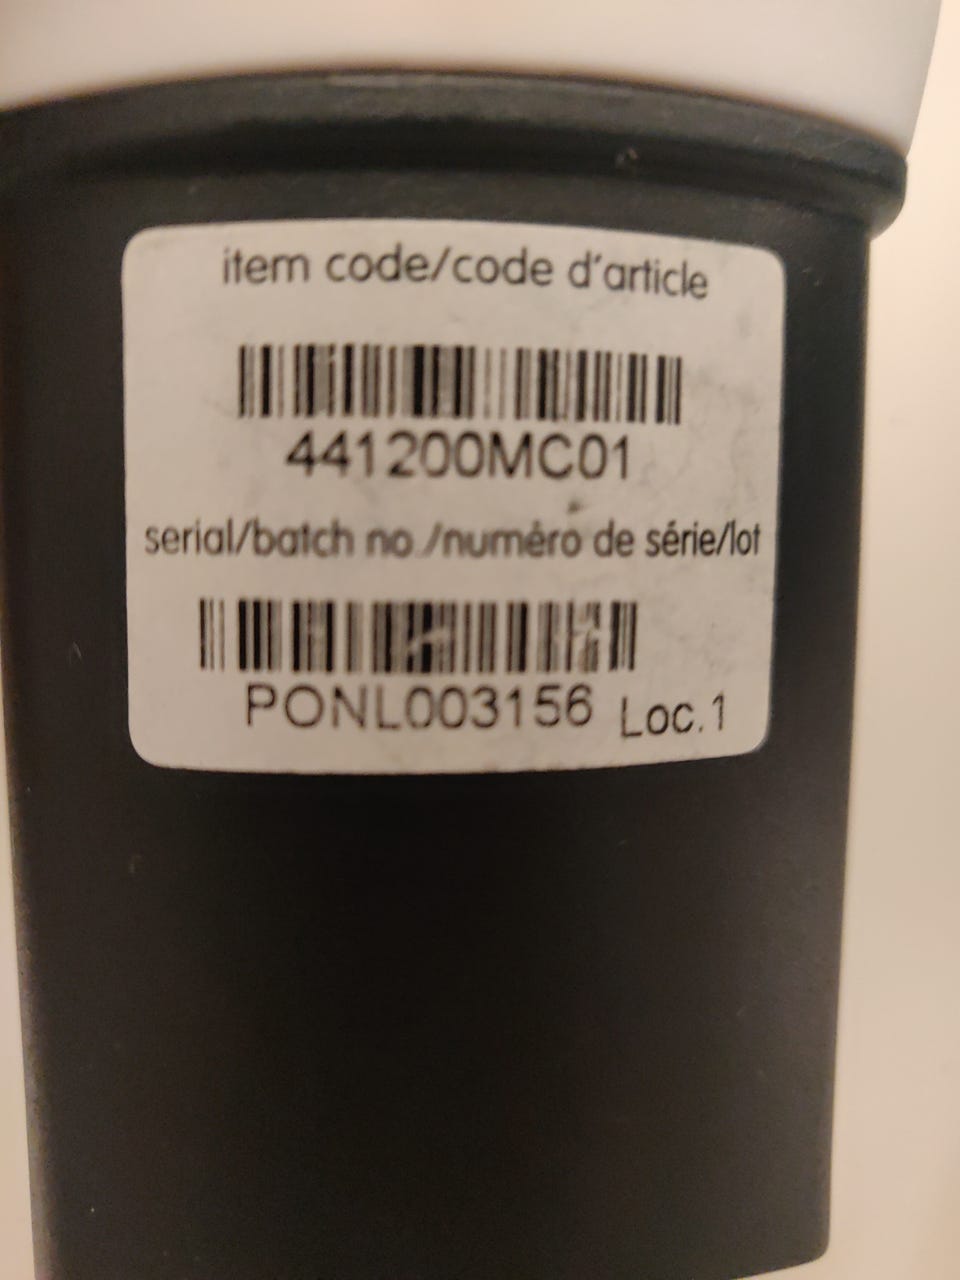 item code/code d'article
441200MC01
serial/batch no./numéro de série/lot
PONL003156 Loc.1